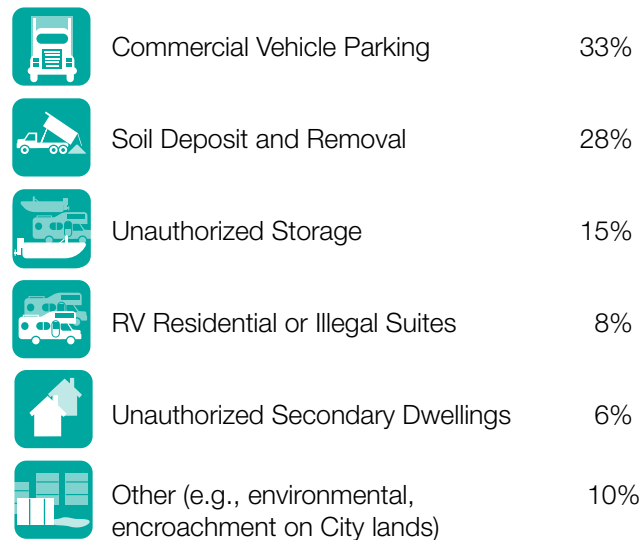 Commercial Vehicle Parking 33%
Soil Deposit and Removal 28%
Unauthorized Storage 15%
RV Residential or Illegal Suites 8%
Unauthorized Secondary Dwellings 6%
Other (e.g., environmental, 10%
encroachment on City lands)